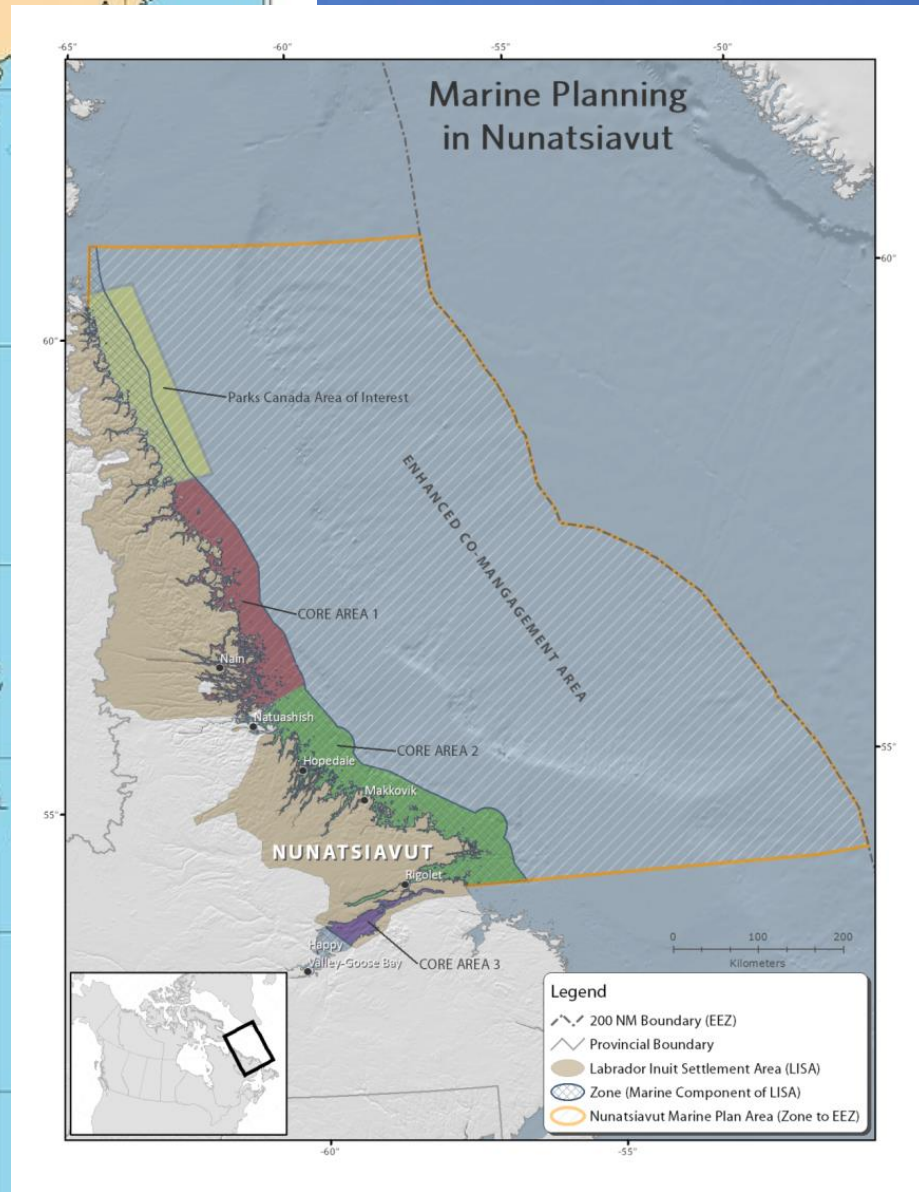 -65°
-60°
-55°
-50°
Marine Planning
in Nunatsiavut
60°
60°
Parks Canada Area of Interest
ENHANCED CO-MANGAGEMENT AREA
CORE AREA 1
Nain
Natuashish
CORE AREA 2
55°
Hopedale
Makkovik
55°
NUNATSIAVUT
Rigolet
Happy
Valley-Goose Bay
CORE AREA 3
0 100 200
Kilometers
Legend
200 NM Boundary (EEZ)
Provincial Boundary
Labrador Inuit Settlement Area (LISA)
Zone (Marine Component of LISA)
Nunatsiavut Marine Plan Area (Zone to EEZ)
-60°
-55°